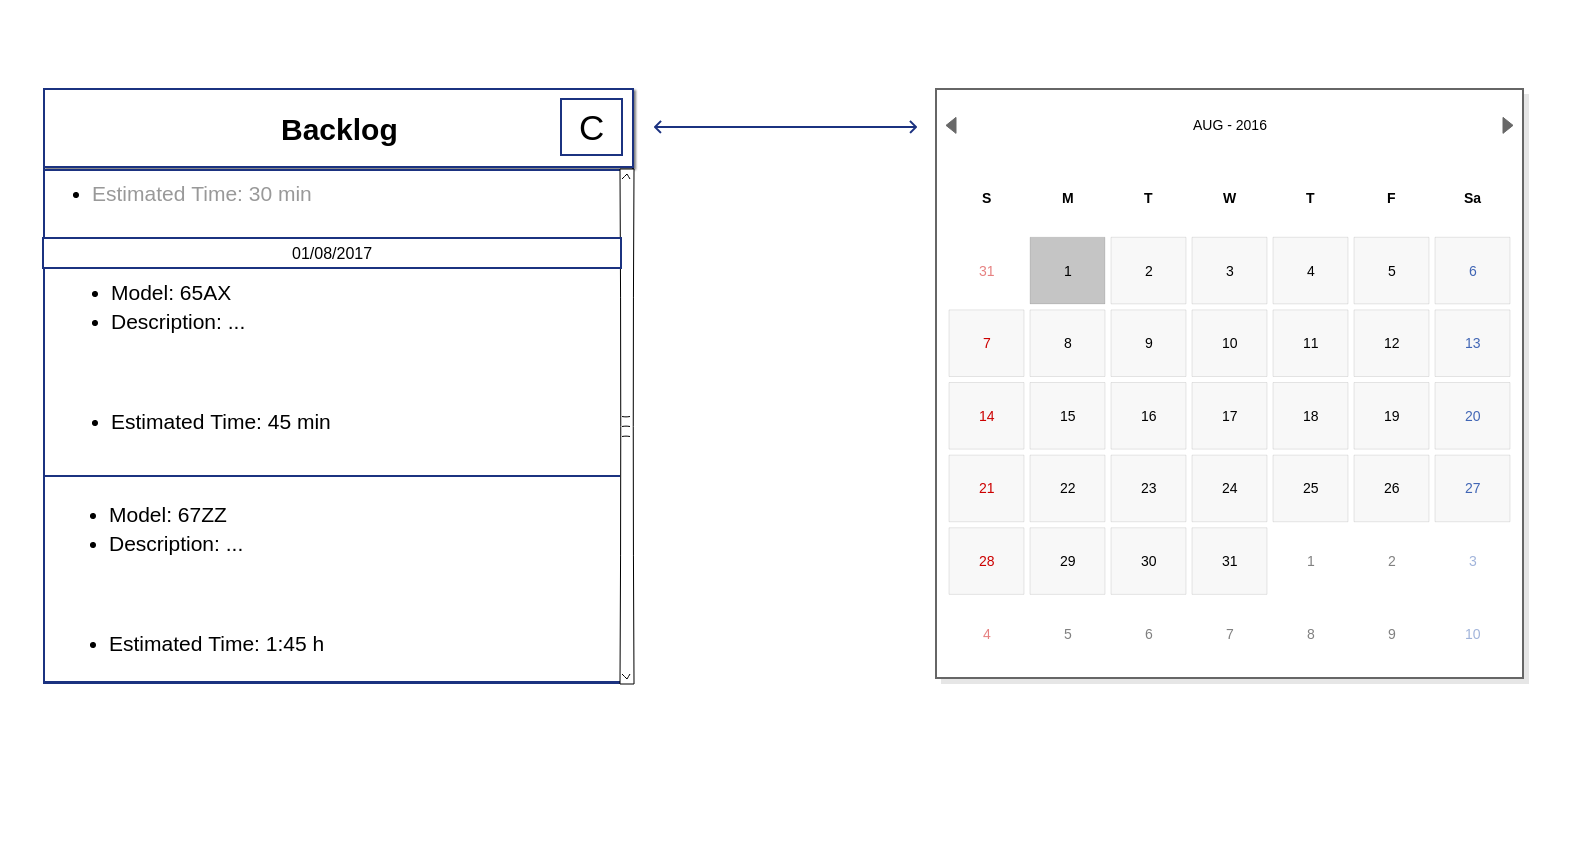 Backlog
C
Estimated Time: 30 min
01/08/2017
Model: 65AX
Description: ...
Estimated Time: 45 min
Model: 67ZZ
Description: ...
Estimated Time: 1:45 h
AUG - 2016
S M T W T F Sa
31 1 2 3 4 5 6
7 8 9 10 11 12 13
14 15 16 17 18 19 20
21 22 23 24 25 26 27
28 29 30 31 1 2 3
4 5 6 7 8 9 10